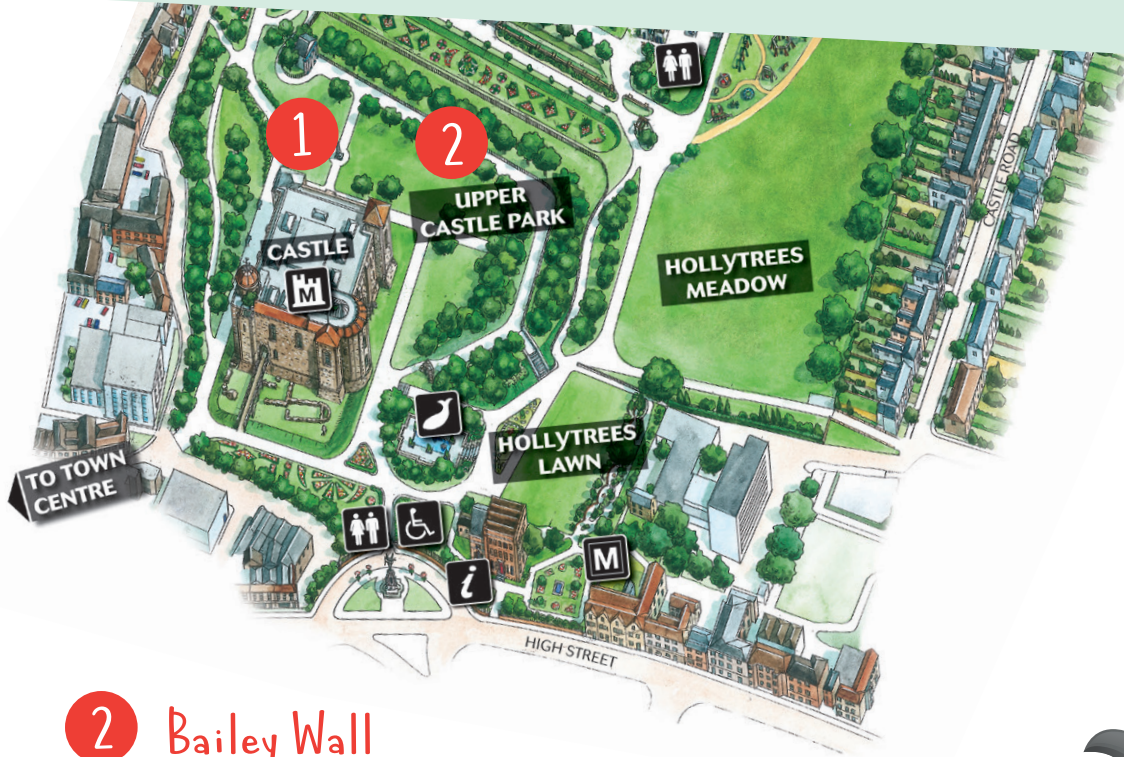 1
2
UPPER
CASTLE PARK
CASTLE
M
CASTLE ROAD
HOLLYTREES
MEADOW
HOLLYTREES
LAWN
TO TOWN
CENTRE
i
M
HIGH STREET
2 Bailey Wall